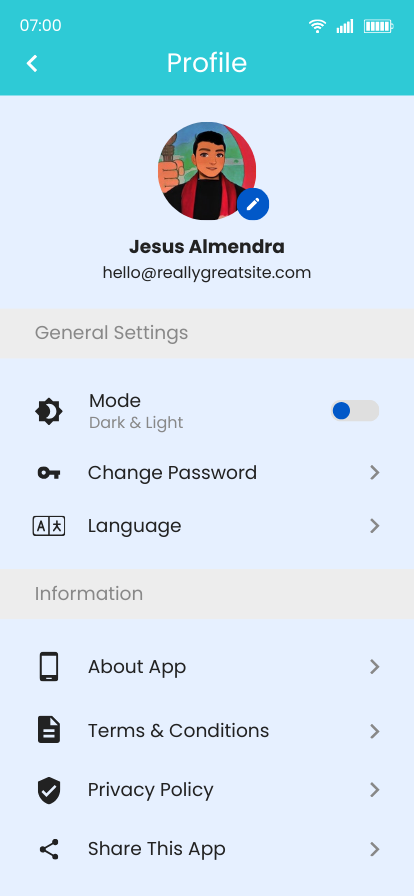 07:00
Profile
Jesus Almendra
hello@reallygreatsite.com
General Settings
Mode
Dark & Light
Change Password
Language
Information
About App
Terms & Conditions
Privacy Policy
Share This App